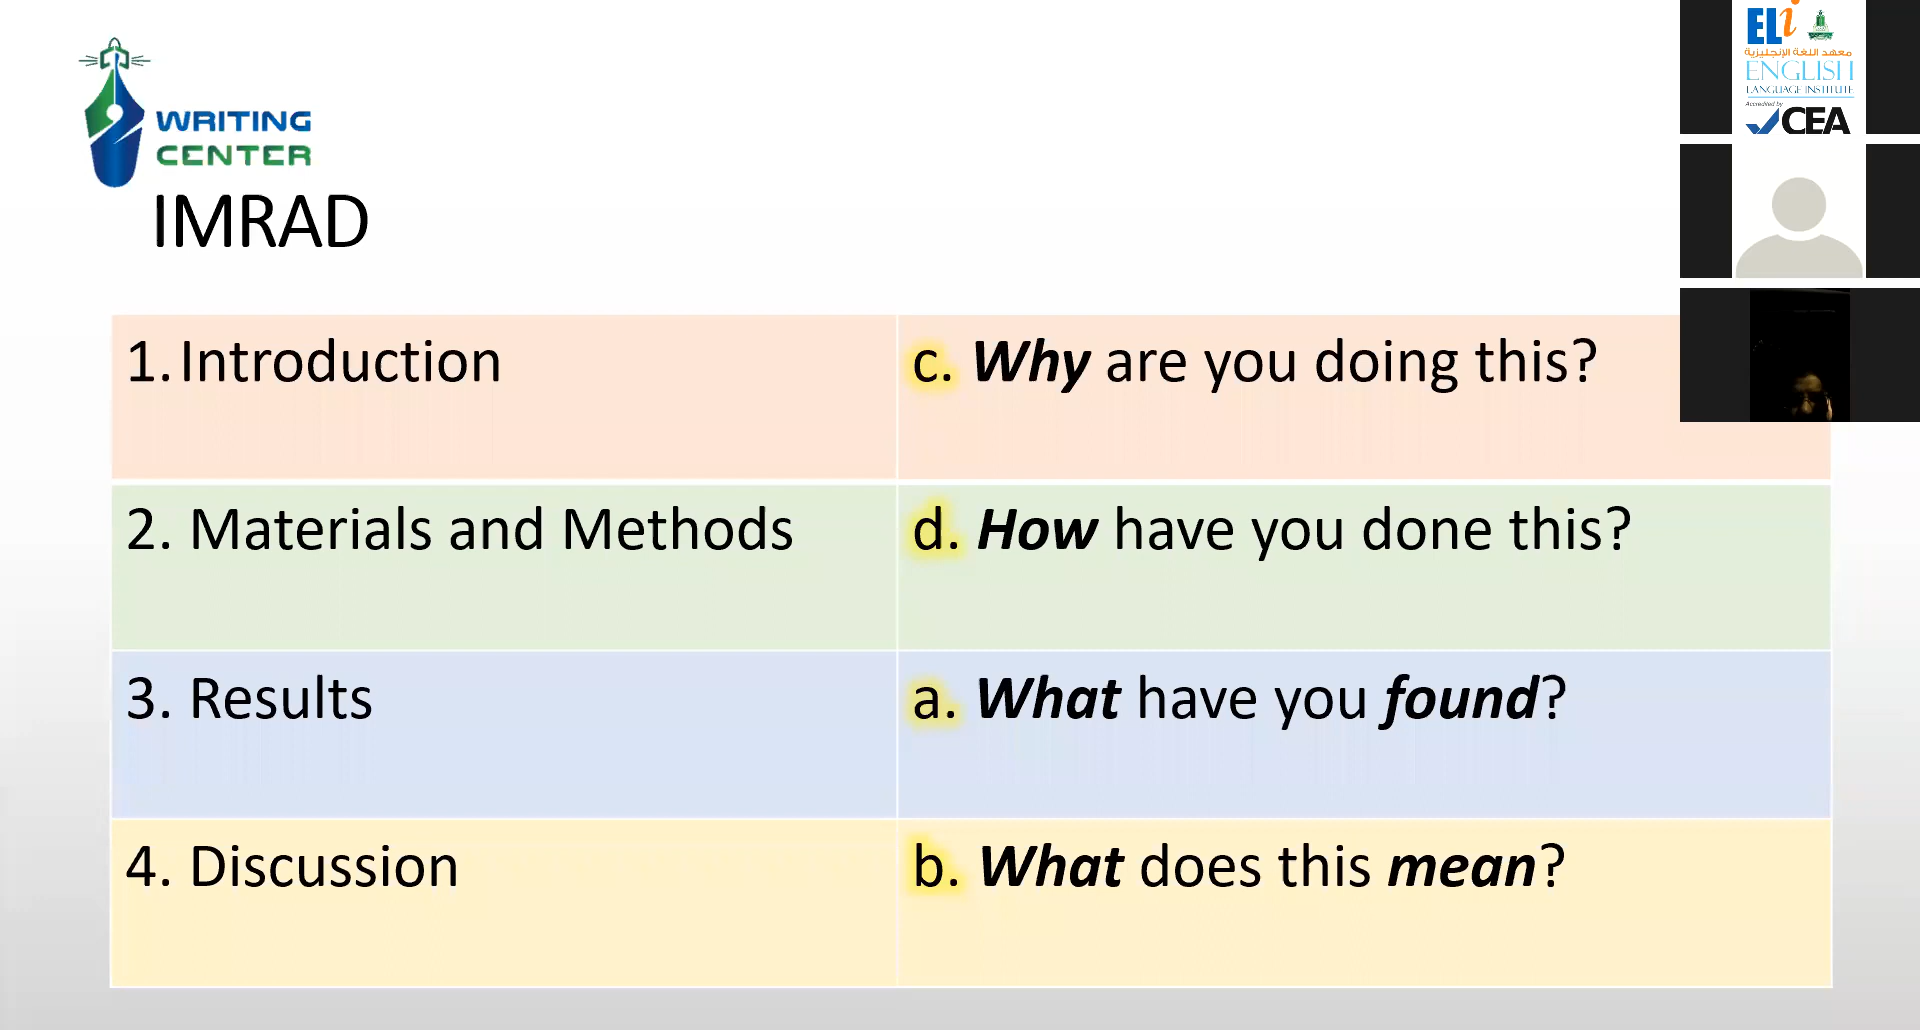 WRITING
CENTER
IMRAD
1. Introduction
c. Why are you doing this?
2. Materials and Methods
d. How have you done this?
3. Results
a. What have you found?
4. Discussion
b. What does this mean?
ELi
معهد اللغة الإنجليزية
ENGLISH
LANGUAGE INSTITUTE
Accredited by
CEA